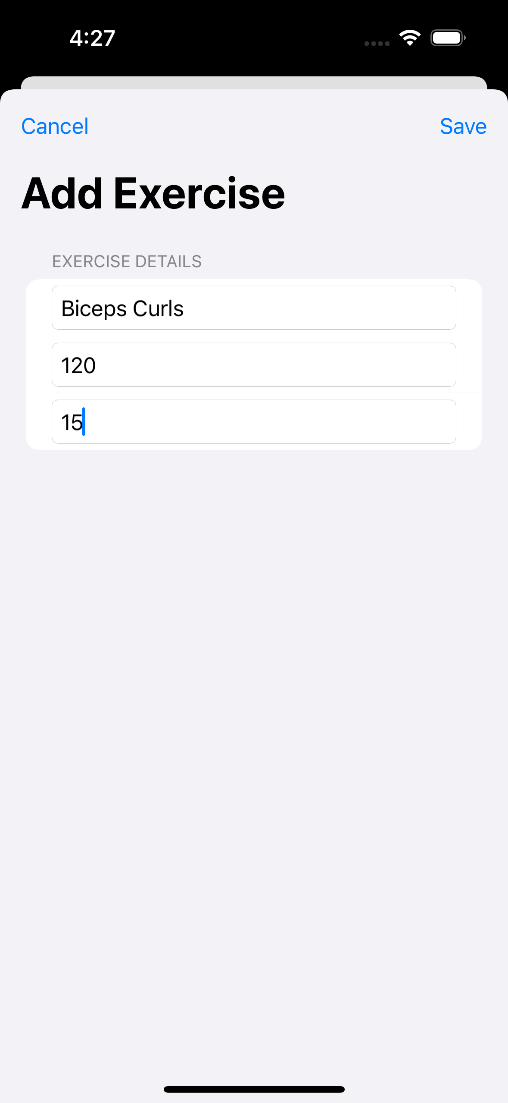 4:27
Cancel Save
Add Exercise
EXERCISE DETAILS
Biceps Curls
120
15